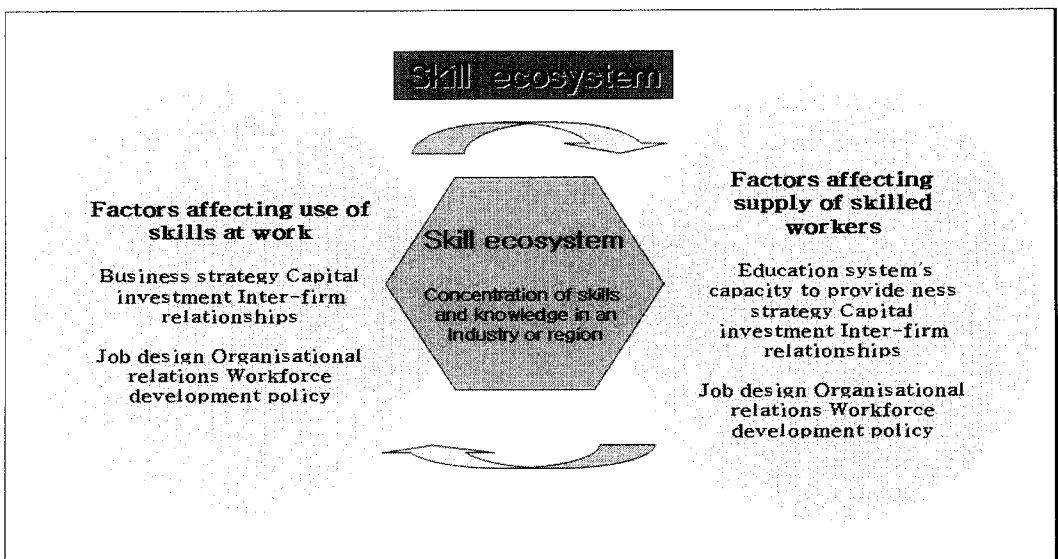 Skill ecosystem
Factors affecting use of
skills at work
Business strategy Capital
investment Inter-firm
relationships
Job design Organisational
relations Workforce
development policy
Skill ecosystem
Concentration of skills
and knowledge in an
Industry or region
Factors affecting
supply of skilled
workers
Education system's
capacity to provide ness
strategy Capital
investment Inter-firm
relationships
Job design Organisational
relations Workforce
development policy